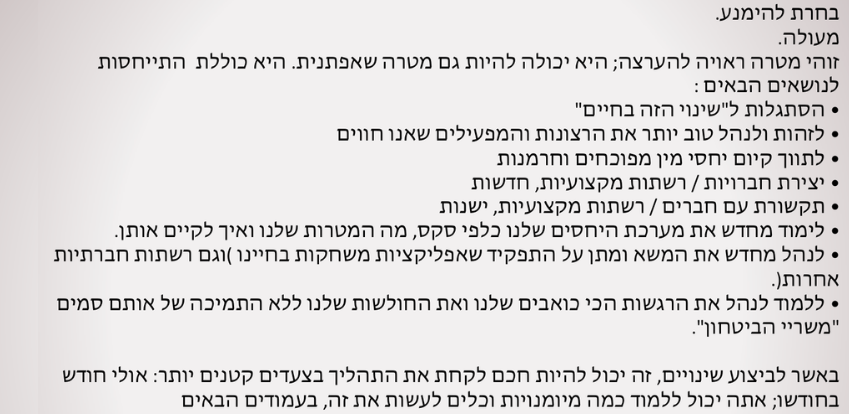 בחרת להימנע.
מעולה.
זוהי מטרה ראויה להערצה; היא יכולה להיות גם מטרה שאפתנית. היא כוללת התייחסות
לנושאים הבאים :
• הסתגלות ל"שינוי הזה בחיים"
• לזהות ולנהל טוב יותר את הרצונות והמפעילים שאנו חווים
• לתווך קיום יחסי מין מפוכחים וחרמנות
• יצירת חברויות / רשתות מקצועיות, חדשות
• תקשורת עם חברים / רשתות מקצועיות, ישנות
• לימוד מחדש את מערכת היחסים שלנו כלפי סקס, מה המטרות שלנו ואיך לקיים אותן.
• לנהל מחדש את המשא ומתן על התפקיד שאפליקציות משחקות בחיינו )וגם רשתות חברתיות
אחרות(.
• ללמוד לנהל את הרגשות הכי כואבים שלנו ואת החולשות שלנו ללא התמיכה של אותם סמים
"משריי הביטחון".
באשר לביצוע שינויים, זה יכול להיות חכם לקחת את התהליך בצעדים קטנים יותר: אולי חודש
בחודשו; אתה יכול ללמוד כמה מיומנויות וכלים לעשות את זה, בעמודים הבאים